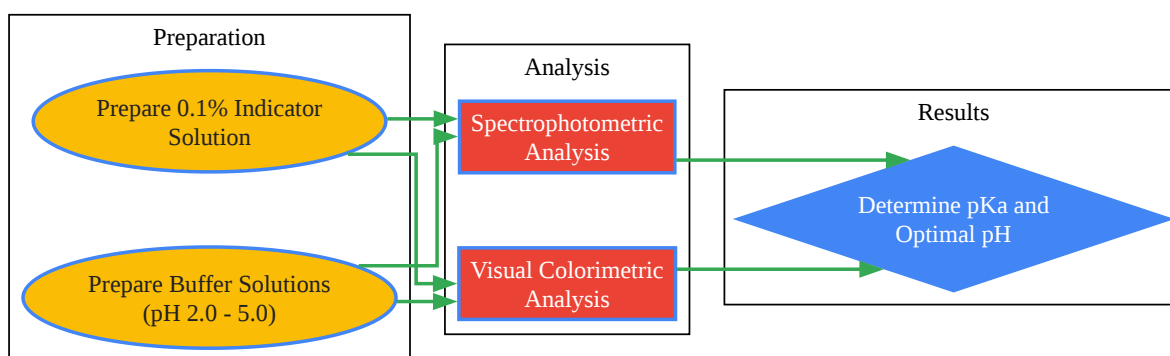 Preparation
Prepare 0.1% Indicator
Solution
Prepare Buffer Solutions
(pH 2.0 - 5.0)
Analysis
Spectrophotometric
Analysis
Visual Colorimetric
Analysis
Results
Determine pKa and
Optimal pH